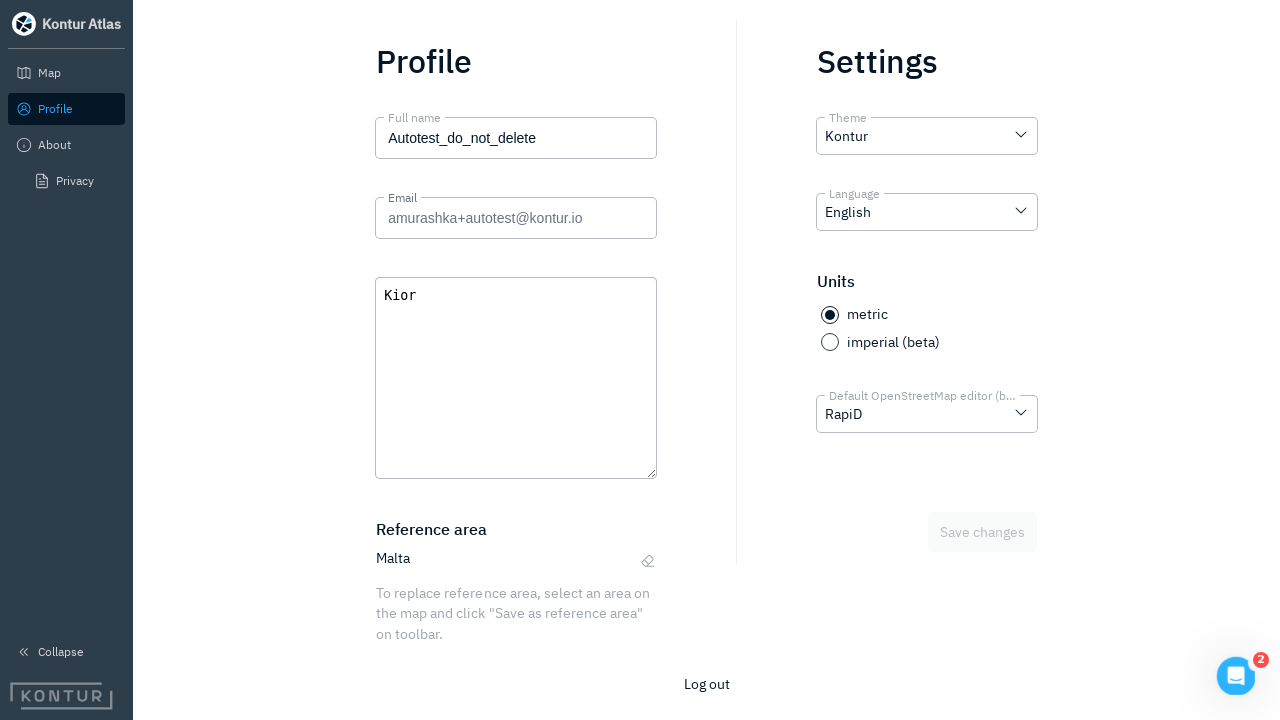 Kontur Atlas
Map
Profile
About
Privacy
Collapse
KONTUR
Profile
Full name
Autotest_do_not_delete
Email
amurashka+autotest@kontur.io
Kior
Reference area
Malta
To replace reference area, select an area on
the map and click "Save as reference area"
on toolbar.
Settings
Theme
Kontur
Language
English
Units
metric
imperial (beta)
Default OpenStreetMap editor (b...
RapiD
Save changes
Log out
2